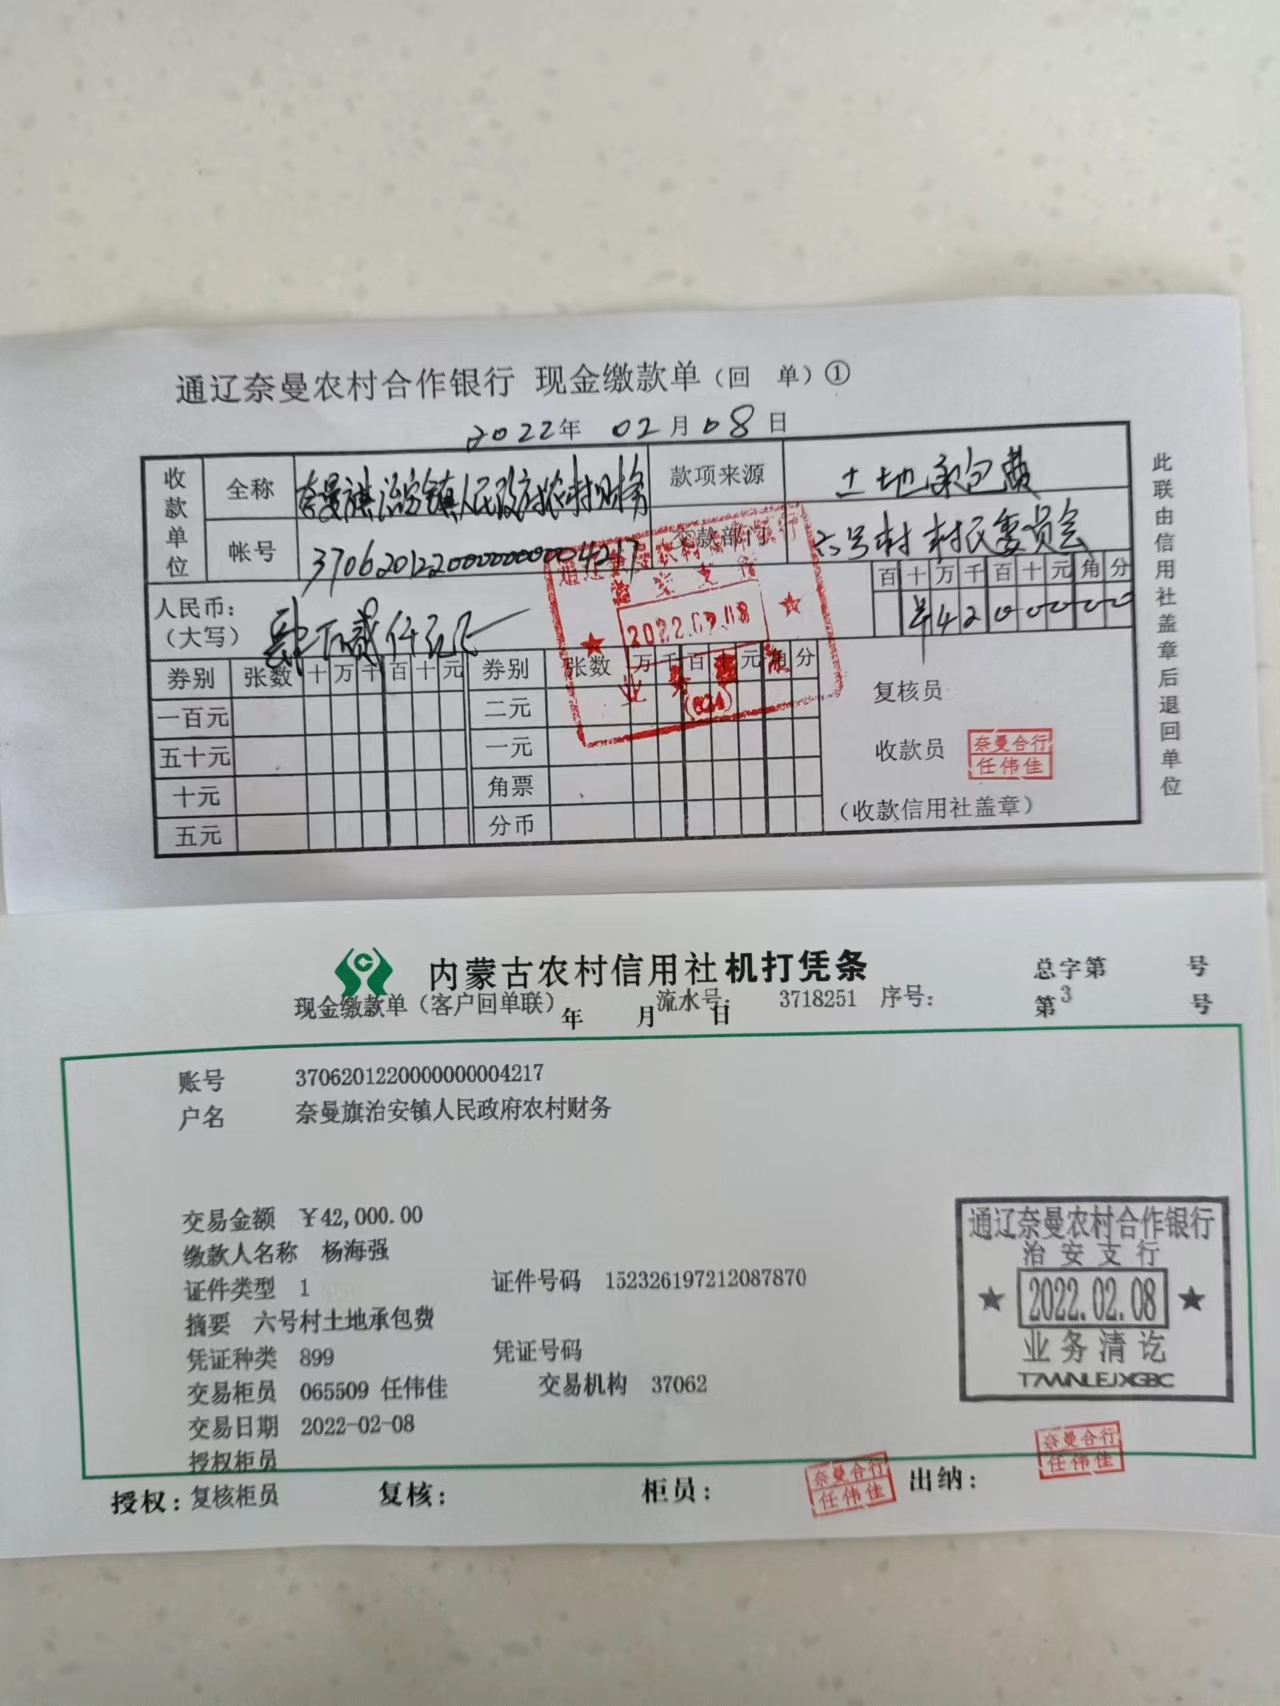 通辽奈曼农村合作银行 现金缴款单（回 单）①
2022年 02月08日
收款单位 全称 奈曼旗治安镇人民政府农村财务 款项来源 土地承包费
帐号 37062012200000000004217 交款部门 六号村村民委员会
人民币：（大写） 肆万贰仟元正 百十万千百十元角分
¥4200000
券别 张数 十万千百十元 券别 张数 万千百十元角分
一百元 二元 复核员
五十元 一元 收款员
十元 角票
五元 分币 （收款信用社盖章）
此联由信用社盖章后退回单位
2022.02.08
奈曼合行
任伟佳
内蒙古农村信用社机打凭条 总字第 号
现金缴款单（客户回单联） 年 月 日 流水号： 3718251 序号： 第3 号
账号 37062012200000000004217
户名 奈曼旗治安镇人民政府农村财务
交易金额 ￥42,000.00
缴款人名称 杨海强
证件类型 1 证件号码 152326197212087870
摘要 六号村土地承包费
凭证种类 899 凭证号码
交易柜员 065509 任伟佳 交易机构 37062
交易日期 2022-02-08
授权柜员
复核柜员
授权： 复核： 柜员： 出纳：
通辽奈曼农村合作银行
治安支行
2022.02.08
业务清讫
奈曼合行
任伟佳
奈曼合行
任伟佳